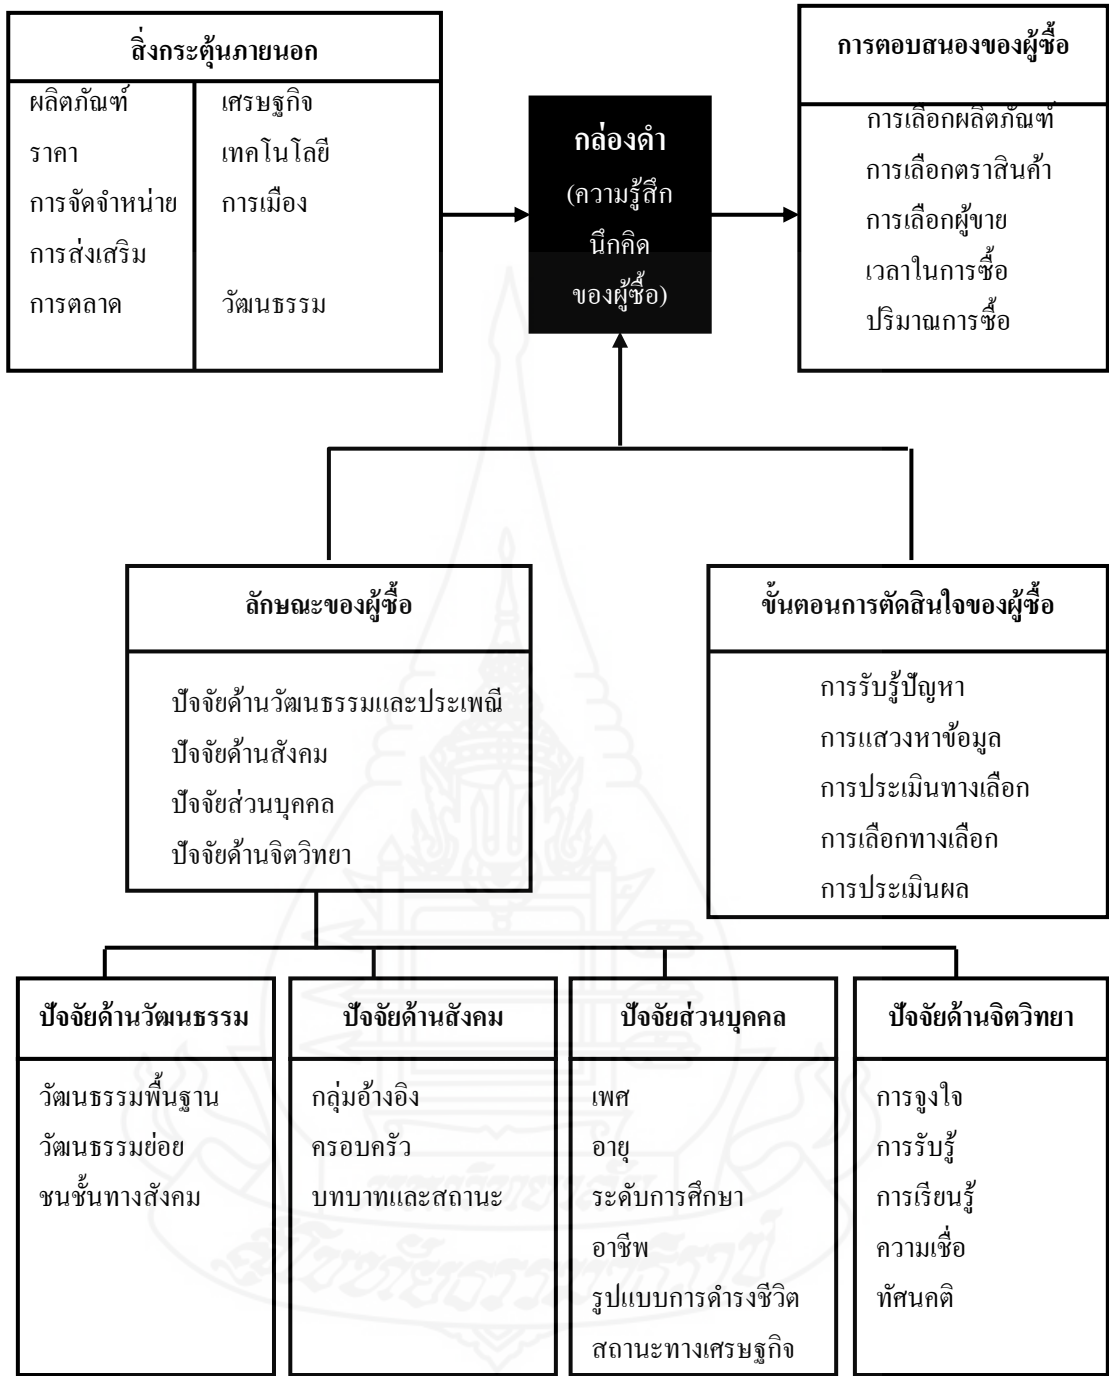 สิ่งกระตุ้นภายนอก
ผลิตภัณฑ์
ราคา
การจัดจำหน่าย
การส่งเสริม
การตลาด
เศรษฐกิจ
เทคโนโลยี
การเมือง
วัฒนธรรม
กล่องดำ
(ความรู้สึก
นึกคิด
ของผู้ซื้อ)
การตอบสนองของผู้ซื้อ
การเลือกผลิตภัณฑ์
การเลือกตราสินค้า
การเลือกผู้ขาย
เวลาในการซื้อ
ปริมาณการซื้อ
ลักษณะของผู้ซื้อ
ปัจจัยด้านวัฒนธรรมและประเพณี
ปัจจัยด้านสังคม
ปัจจัยส่วนบุคคล
ปัจจัยด้านจิตวิทยา
ขั้นตอนการตัดสินใจของผู้ซื้อ
การรับรู้ปัญหา
การแสวงหาข้อมูล
การประเมินทางเลือก
การเลือกทางเลือก
การประเมินผล
ปัจจัยด้านวัฒนธรรม
วัฒนธรรมพื้นฐาน
วัฒนธรรมย่อย
ชนชั้นทางสังคม
ปัจจัยด้านสังคม
กลุ่มอ้างอิง
ครอบครัว
บทบาทและสถานะ
ปัจจัยส่วนบุคคล
เพศ
อายุ
ระดับการศึกษา
อาชีพ
รูปแบบการดำรงชีวิต
สถานะทางเศรษฐกิจ
ปัจจัยด้านจิตวิทยา
การจูงใจ
การรับรู้
การเรียนรู้
ความเชื่อ
ทัศนคติ